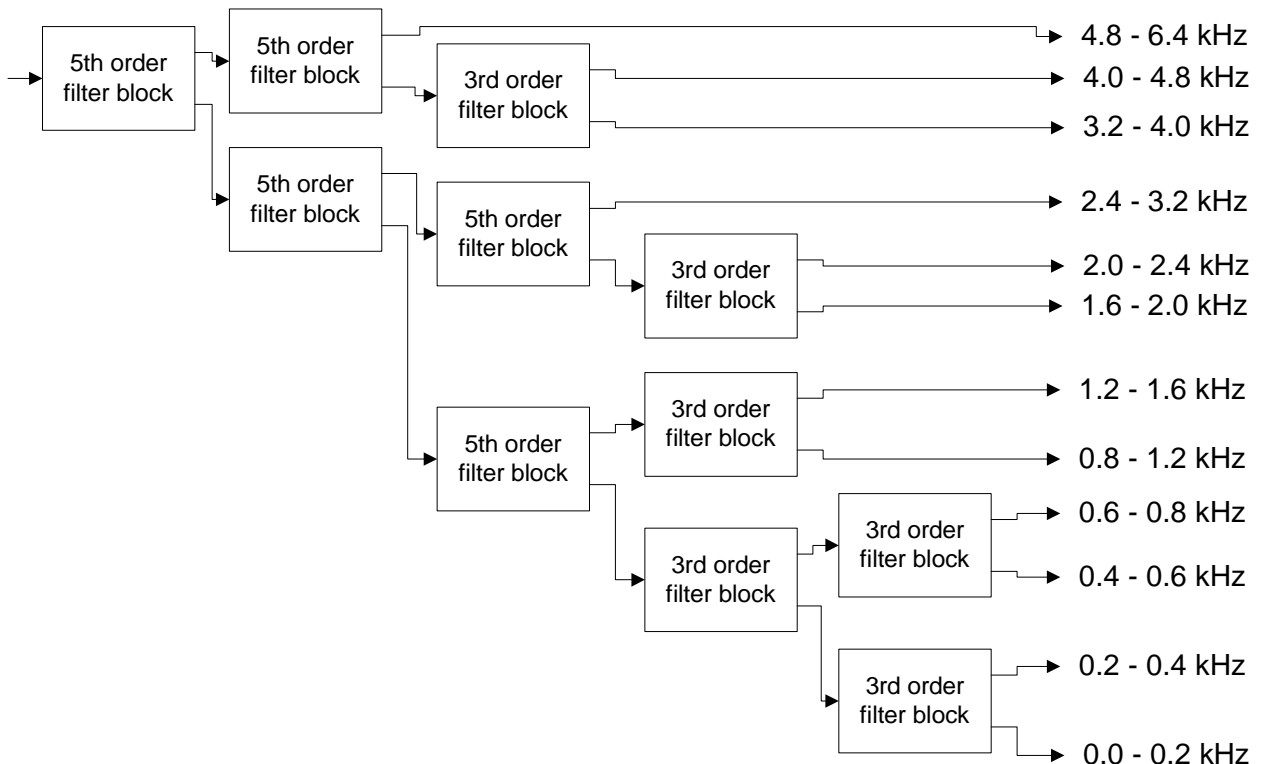 5th order
filter block
5th order
filter block
3rd order
filter block
4.8 - 6.4 kHz
4.0 - 4.8 kHz
3.2 - 4.0 kHz
5th order
filter block
5th order
filter block
3rd order
filter block
2.4 - 3.2 kHz
2.0 - 2.4 kHz
1.6 - 2.0 kHz
5th order
filter block
3rd order
filter block
1.2 - 1.6 kHz
0.8 - 1.2 kHz
3rd order
filter block
3rd order
filter block
0.6 - 0.8 kHz
0.4 - 0.6 kHz
3rd order
filter block
0.2 - 0.4 kHz
0.0 - 0.2 kHz